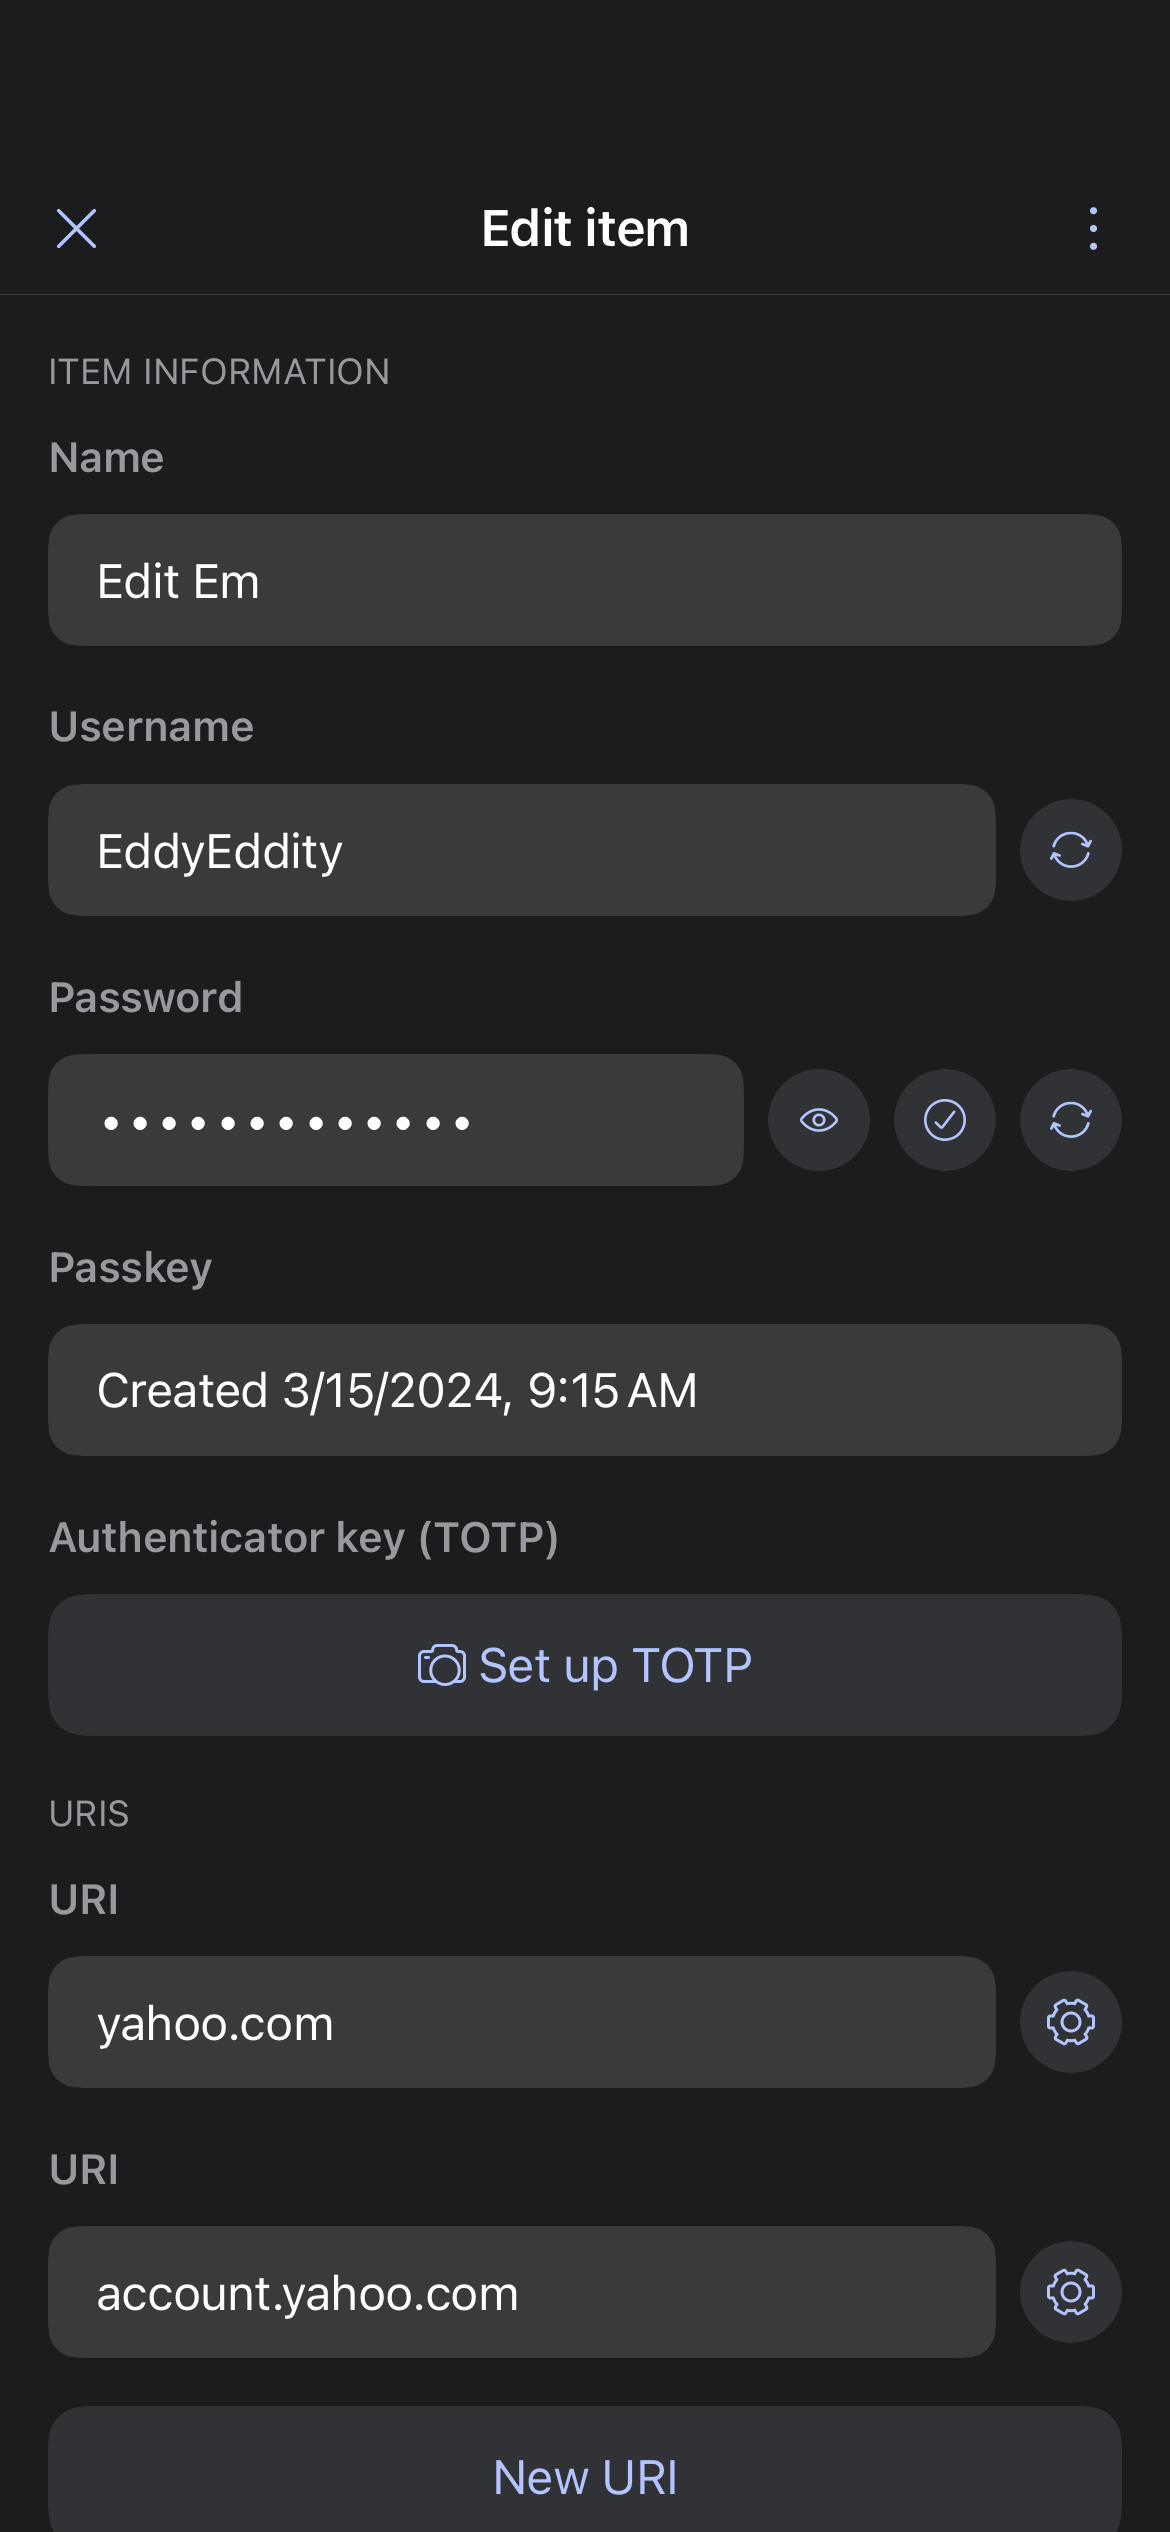 Edit item
ITEM INFORMATION
Name
Edit Em
Username
EddyEddity
Password
•••••••••••••
Passkey
Created 3/15/2024, 9:15 AM
Authenticator key (TOTP)
Set up TOTP
URIS
URI
yahoo.com
URI
account.yahoo.com
New URI